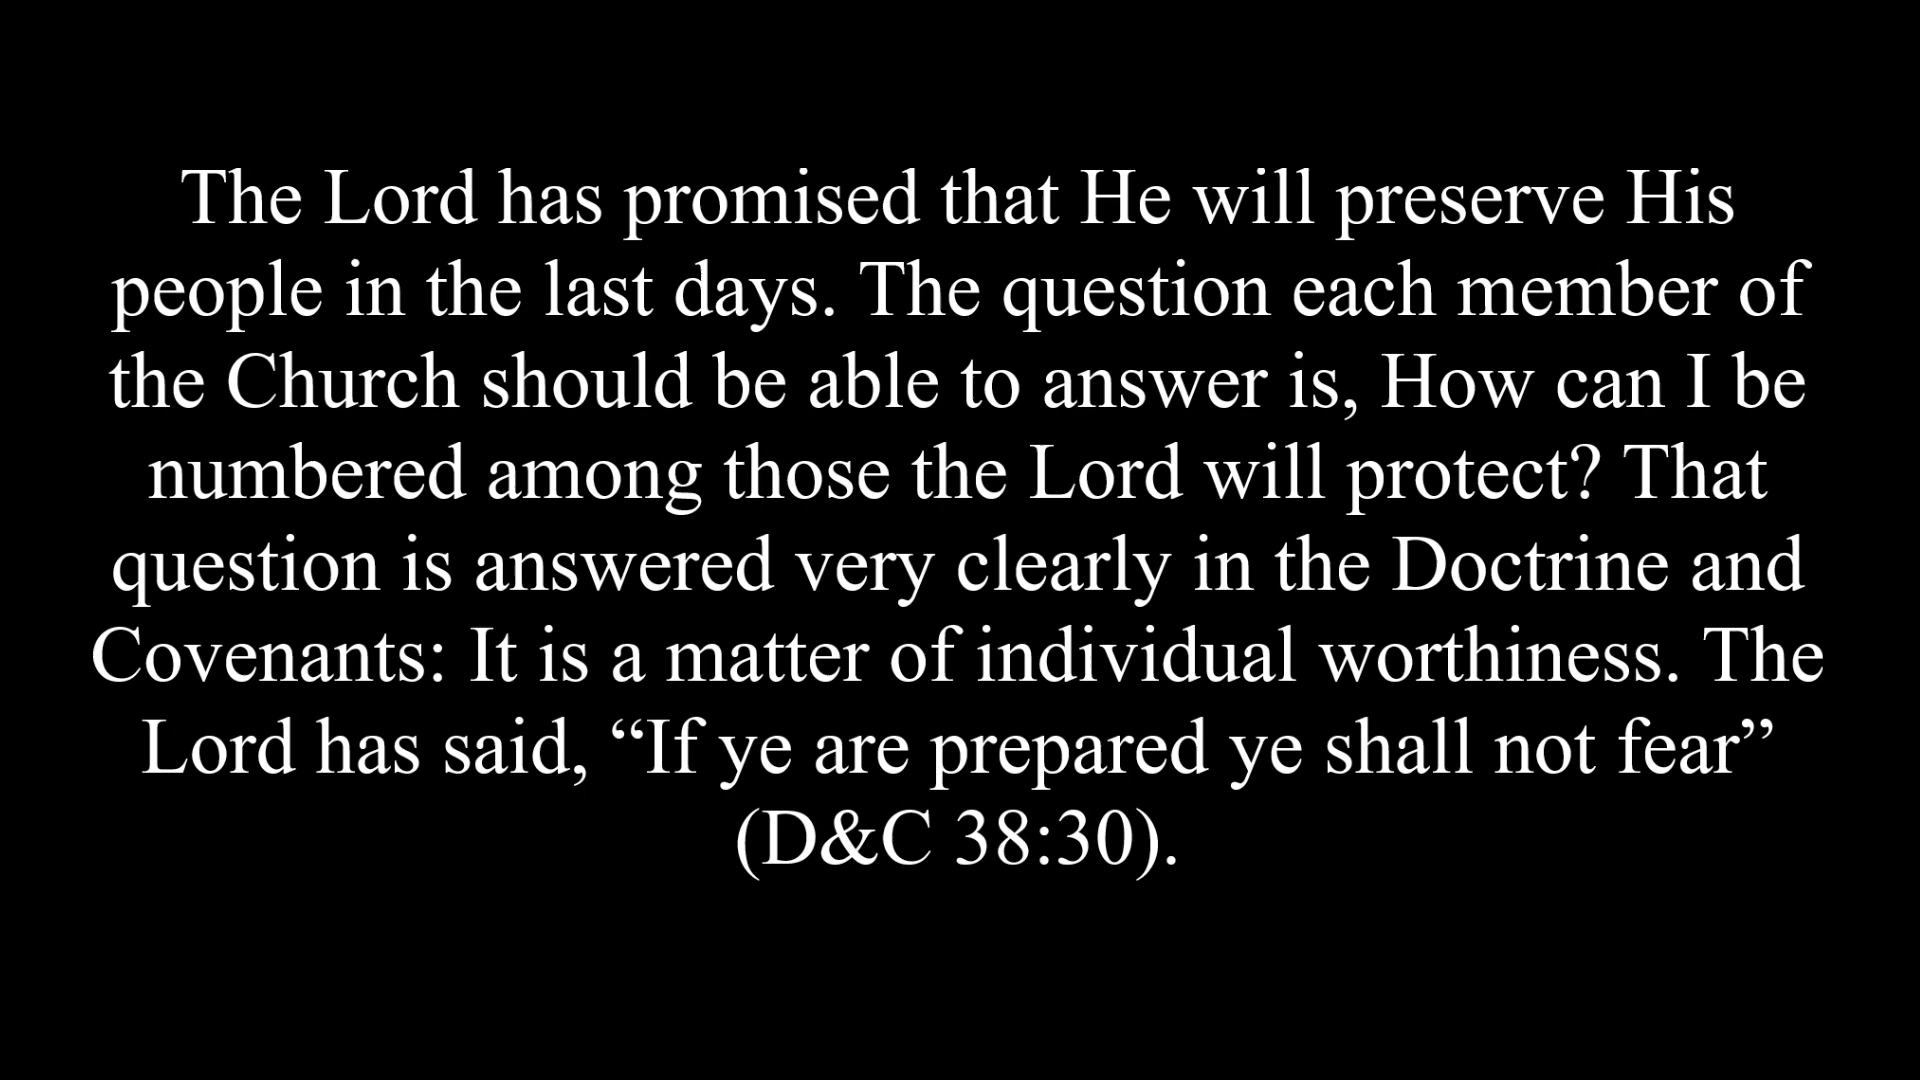 The Lord has promised that He will preserve His
people in the last days. The question each member of
the Church should be able to answer is, How can I be
numbered among those the Lord will protect? That
question is answered very clearly in the Doctrine and
Covenants: It is a matter of individual worthiness. The
Lord has said, “If ye are prepared ye shall not fear”
(D&C 38:30).